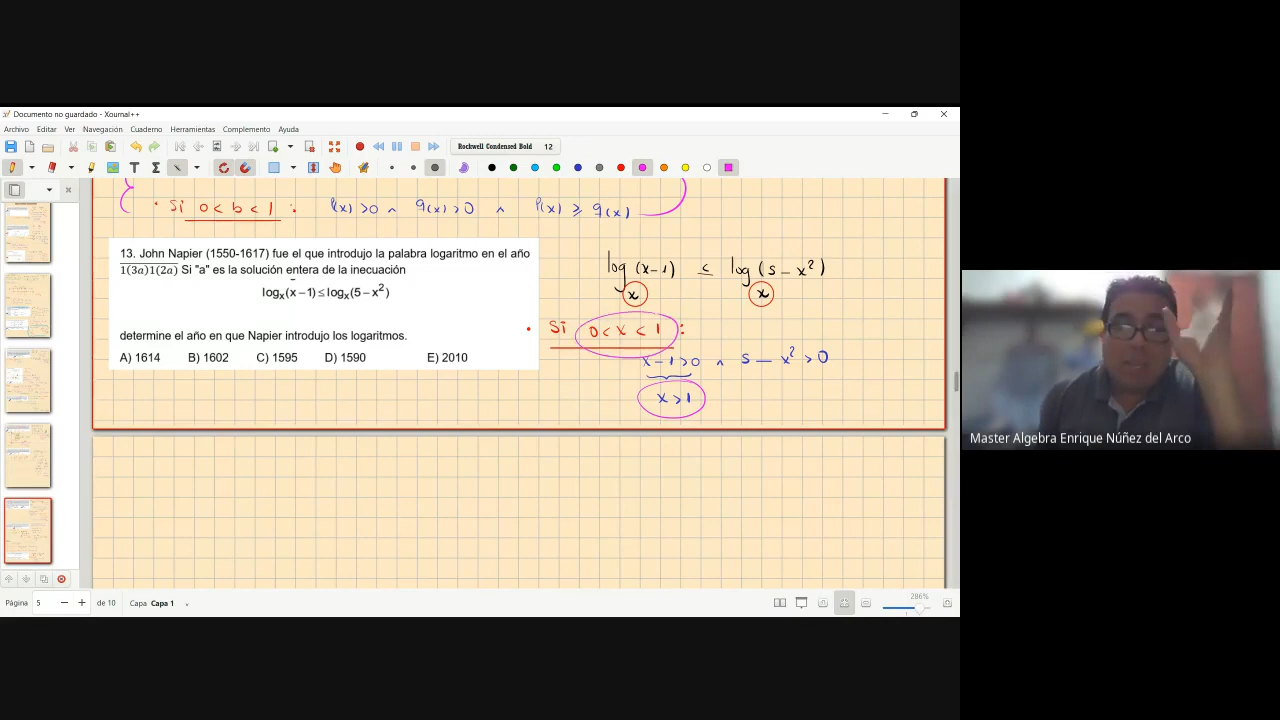 Documento no guardado - Xournal++
Archivo Editar Ver Navegación Cuaderno Herramientas Complemento Ayuda
Rockwell Condensed Bold 12
• Si 0 < b < 1 : P(x) > 0 ∧ q(x) > 0 ∧ P(x) ≥ q(x)
13. John Napier (1550-1617) fue el que introdujo la palabra logaritmo en el año
1(3a)1(2a) Si "a" es la solución entera de la inecuación
logx(x − 1) ≤ logx(5 − x²)
determine el año en que Napier introdujo los logaritmos.
A) 1614 B) 1602 C) 1595 D) 1590 E) 2010
log x (x − 1) ≤ log x (5 − x²)
• Si 0 < x < 1 :
x − 1 > 0 ∧ 5 − x² > 0
x > 1
Master Algebra Enrique Núñez del Arco
Página 5 de 10 Capa Capa 1 286%